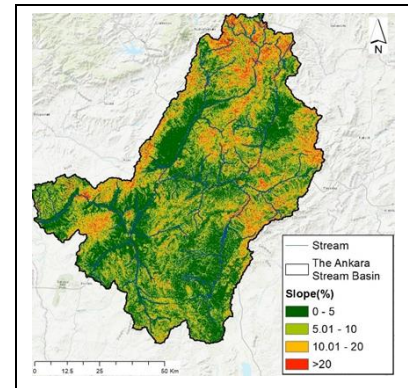 N
Stream
The Ankara
Stream Basin
Slope(%)
0 - 5
5.01 - 10
10.01 - 20
>20
0 12.5 25 50 Km